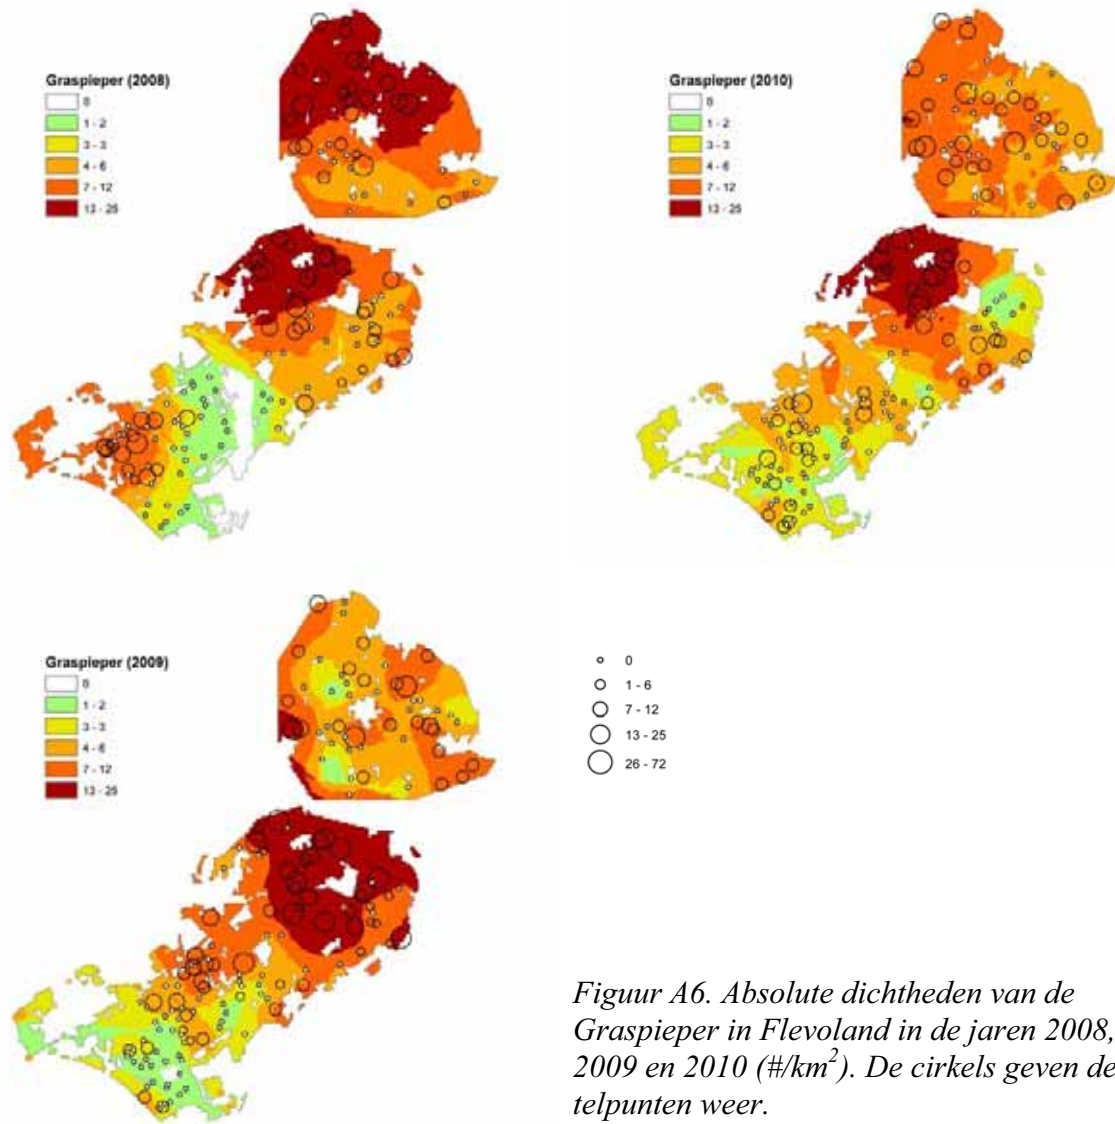 Graspieper (2008)
0
1 - 2
3 - 3
4 - 6
7 - 12
13 - 25
Graspieper (2010)
0
1 - 2
3 - 3
4 - 6
7 - 12
13 - 25
Graspieper (2009)
0
1 - 2
3 - 3
4 - 6
7 - 12
13 - 25
0
1 - 6
7 - 12
13 - 25
26 - 72
Figuur A6. Absolute dichtheden van de
Graspieper in Flevoland in de jaren 2008,
2009 en 2010 (#/km²). De cirkels geven de
telpunten weer.